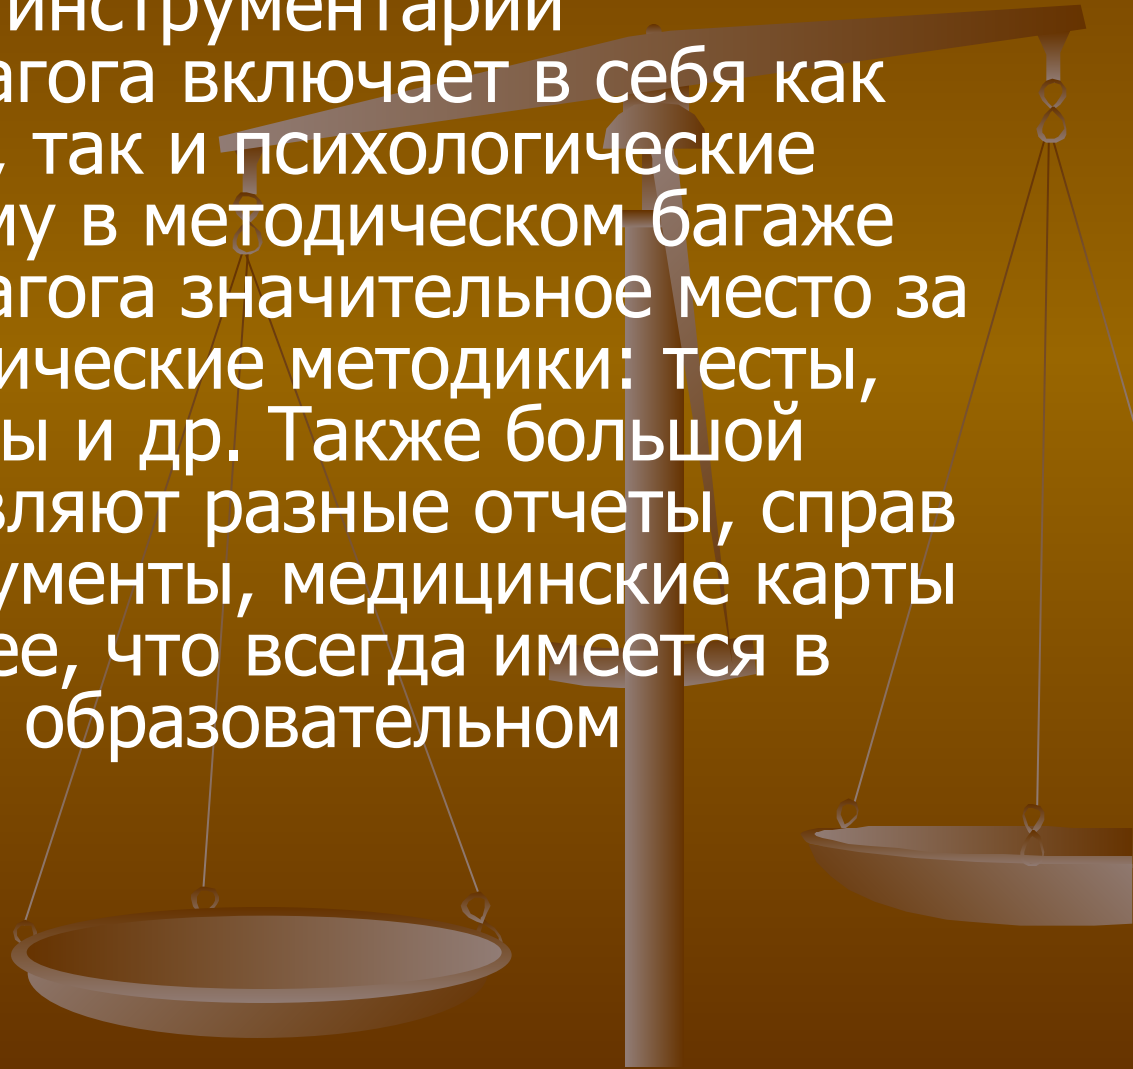 инструментарий
агога включает в себя как
, так и психологические
му в методическом багаже
агога значительное место за
ические методики: тесты,
ы и др. Также большой
вляют разные отчеты, справ
ументы, медицинские карты
ее, что всегда имеется в
образовательном